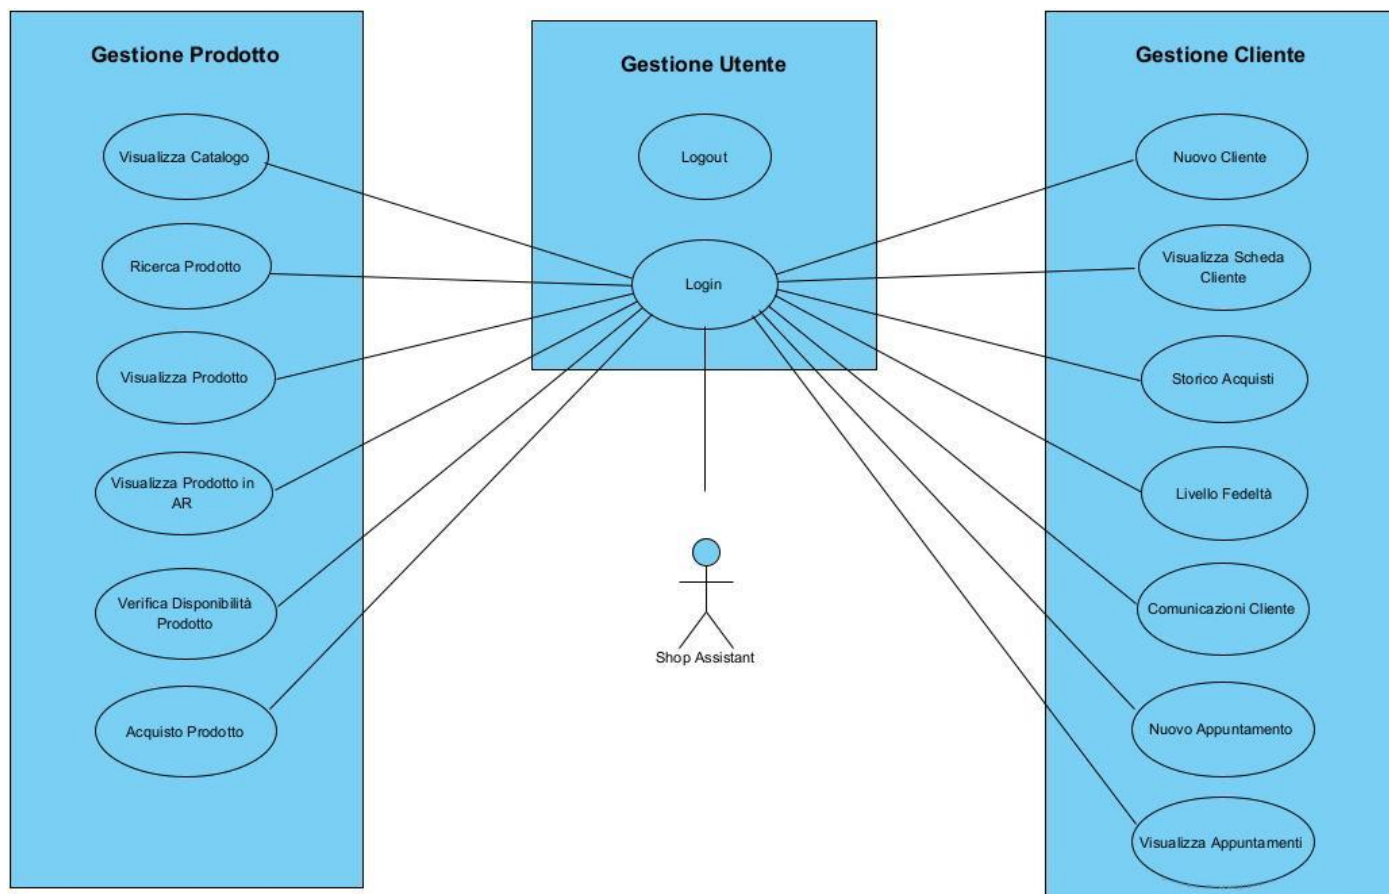 Gestione Prodotto
Visualizza Catalogo
Ricerca Prodotto
Visualizza Prodotto
Visualizza Prodotto in
AR
Verifica Disponibilità
Prodotto
Acquisto Prodotto
Gestione Utente
Logout
Login
Shop Assistant
Gestione Cliente
Nuovo Cliente
Visualizza Scheda
Cliente
Storico Acquisti
Livello Fedeltà
Comunicazioni Cliente
Nuovo Appuntamento
Visualizza Appuntamenti